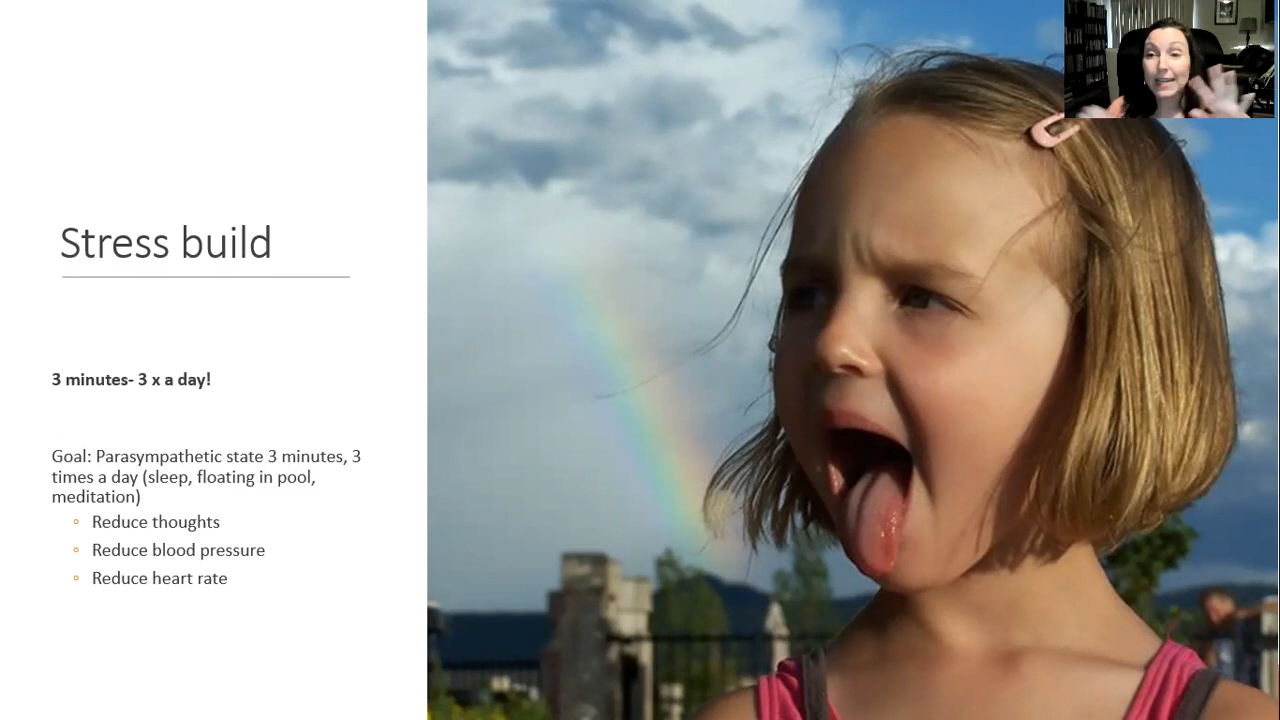 Stress build
3 minutes- 3 x a day!
Goal: Parasympathetic state 3 minutes, 3
times a day (sleep, floating in pool,
meditation)
Reduce thoughts
Reduce blood pressure
Reduce heart rate